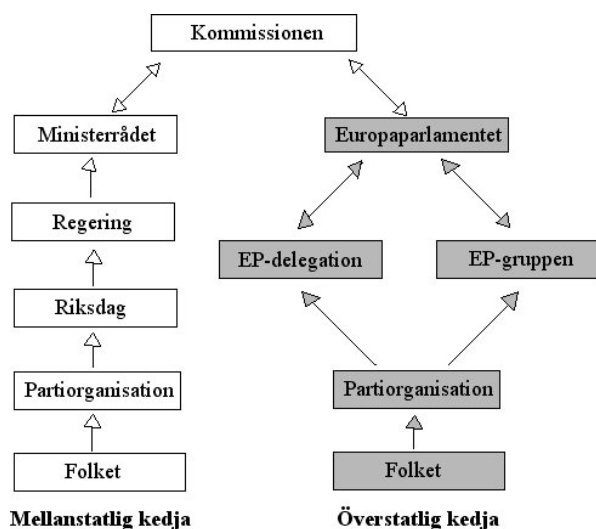 Kommissionen
Ministerrådet
Europaparlamentet
Regering
EP-delegation
EP-gruppen
Riksdag
Partiorganisation
Partiorganisation
Folket
Folket
Mellanstatlig kedja
Överstatlig kedja